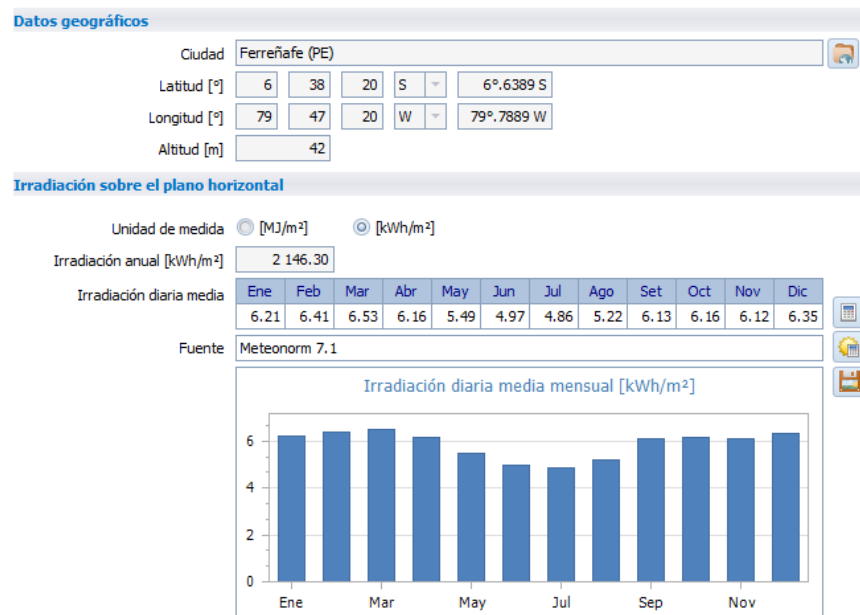 Datos geográficos
Ciudad Ferreñafe (PE)
Latitud [°] 6 38 20 S 6°.6389 S
Longitud [°] 79 47 20 W 79°.7889 W
Altitud [m] 42
Irradiación sobre el plano horizontal
Unidad de medida [MJ/m²] [kWh/m²]
Irradiación anual [kWh/m²] 2 146.30
Irradiación diaria media Ene Feb Mar Abr May Jun Jul Ago Set Oct Nov Dic
6.21 6.41 6.53 6.16 5.49 4.97 4.86 5.22 6.13 6.16 6.12 6.35
Fuente Meteonorm 7.1
Irradiación diaria media mensual [kWh/m²]
6
4
2
0
Ene Mar May Jul Sep Nov